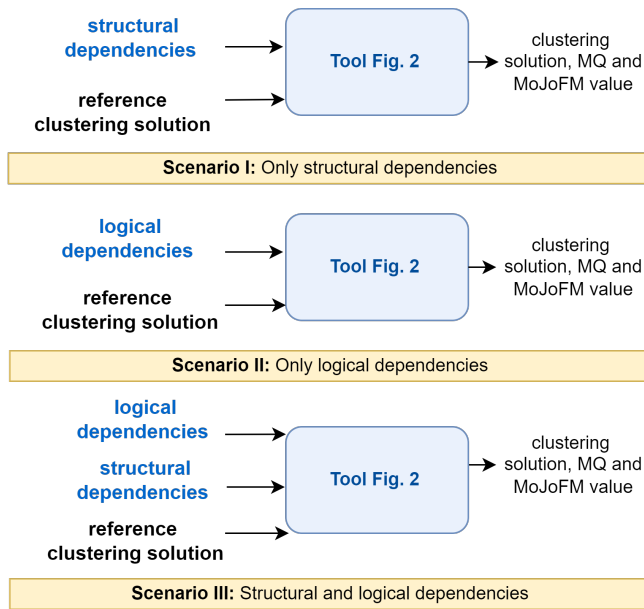 structural
dependencies
reference
clustering solution
Tool Fig. 2
clustering
solution, MQ and
MoJoFM value
Scenario I: Only structural dependencies
logical
dependencies
reference
clustering solution
Tool Fig. 2
clustering
solution, MQ and
MoJoFM value
Scenario II: Only logical dependencies
logical
dependencies
structural
dependencies
reference
clustering solution
Tool Fig. 2
clustering
solution, MQ and
MoJoFM value
Scenario III: Structural and logical dependencies